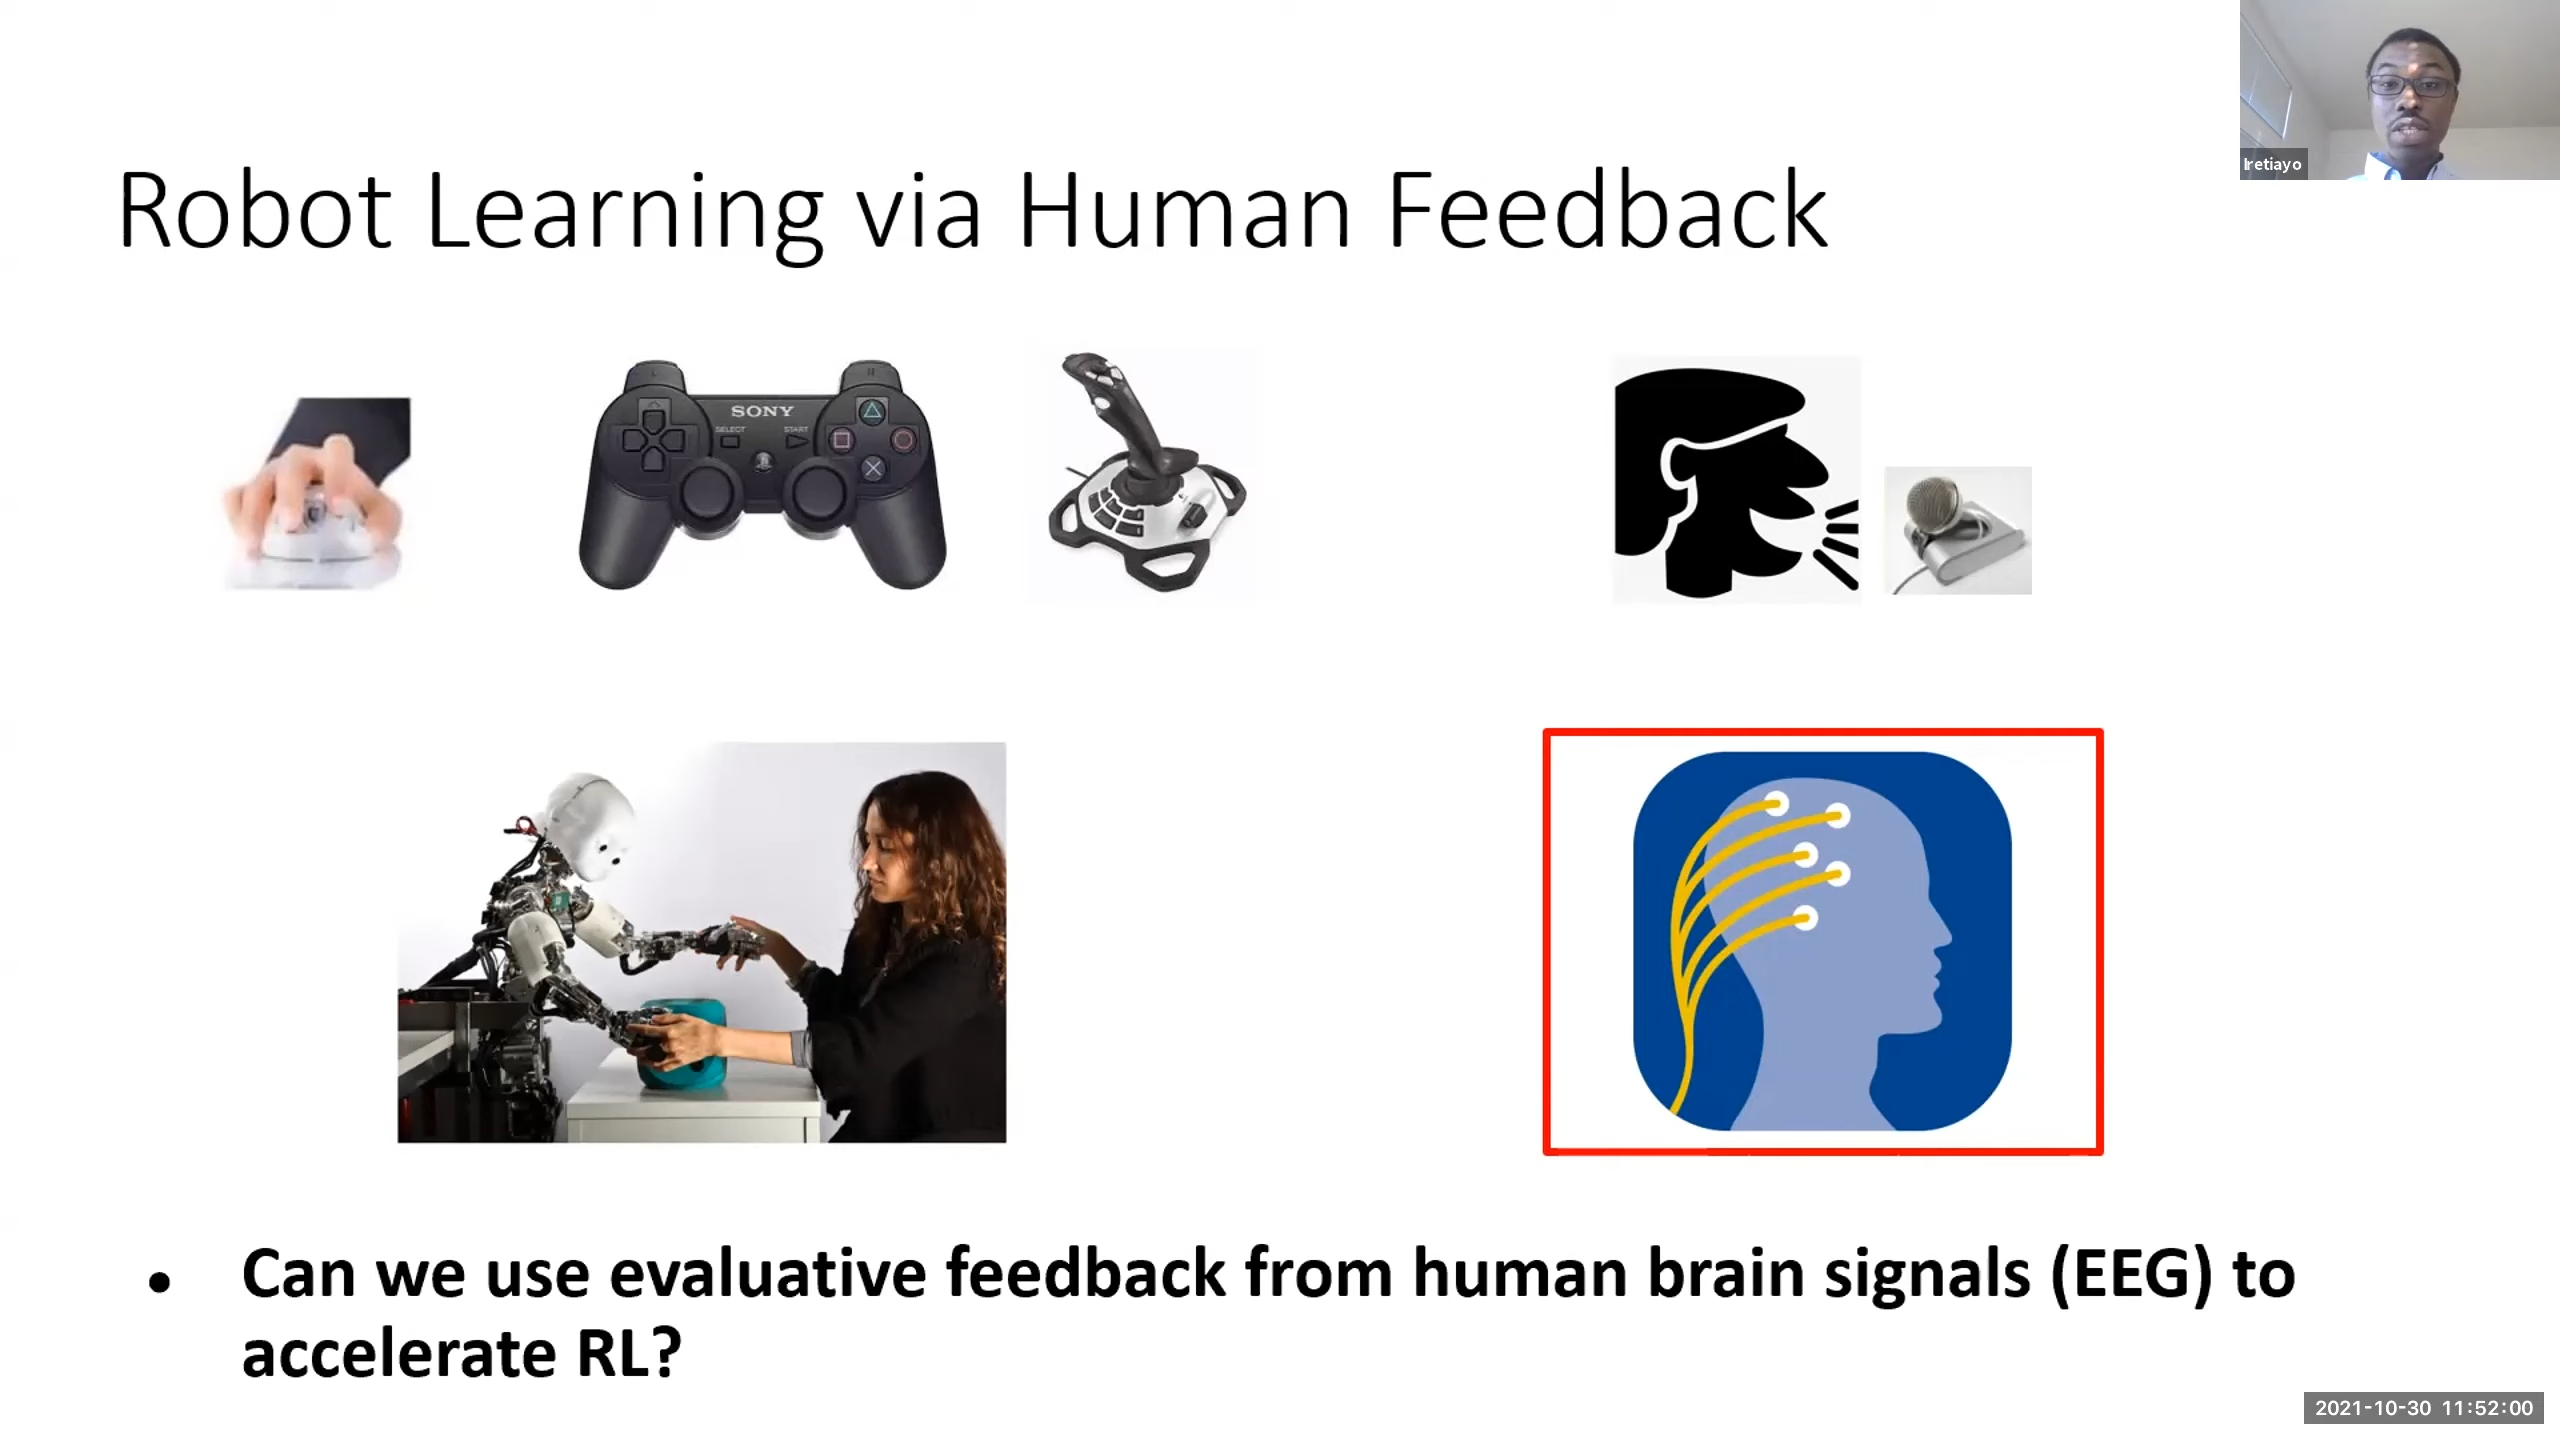 Iretiayo
Robot Learning via Human Feedback
SONY
SELECT
START
• Can we use evaluative feedback from human brain signals (EEG) to
accelerate RL?
2021-10-30 11:52:00